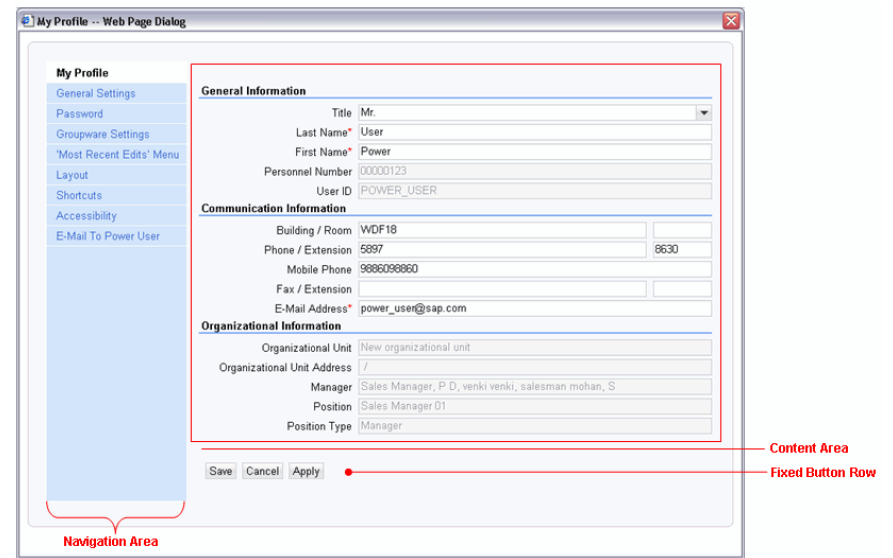 My Profile -- Web Page Dialog
My Profile
General Settings
Password
Groupware Settings
'Most Recent Edits' Menu
Layout
Shortcuts
Accessibility
E-Mail To Power User
General Information
Title Mr.
Last Name* User
First Name* Power
Personnel Number 00000123
User ID POWER_USER
Communication Information
Building / Room WDF18
Phone / Extension 5897 8630
Mobile Phone 9886098860
Fax / Extension
E-Mail Address* power_user@sap.com
Organizational Information
Organizational Unit New organizational unit
Organizational Unit Address /
Manager Sales Manager, P D, venki venki, salesman mohan, S
Position Sales Manager 01
Position Type Manager
Save Cancel Apply
Content Area
Fixed Button Row
Navigation Area